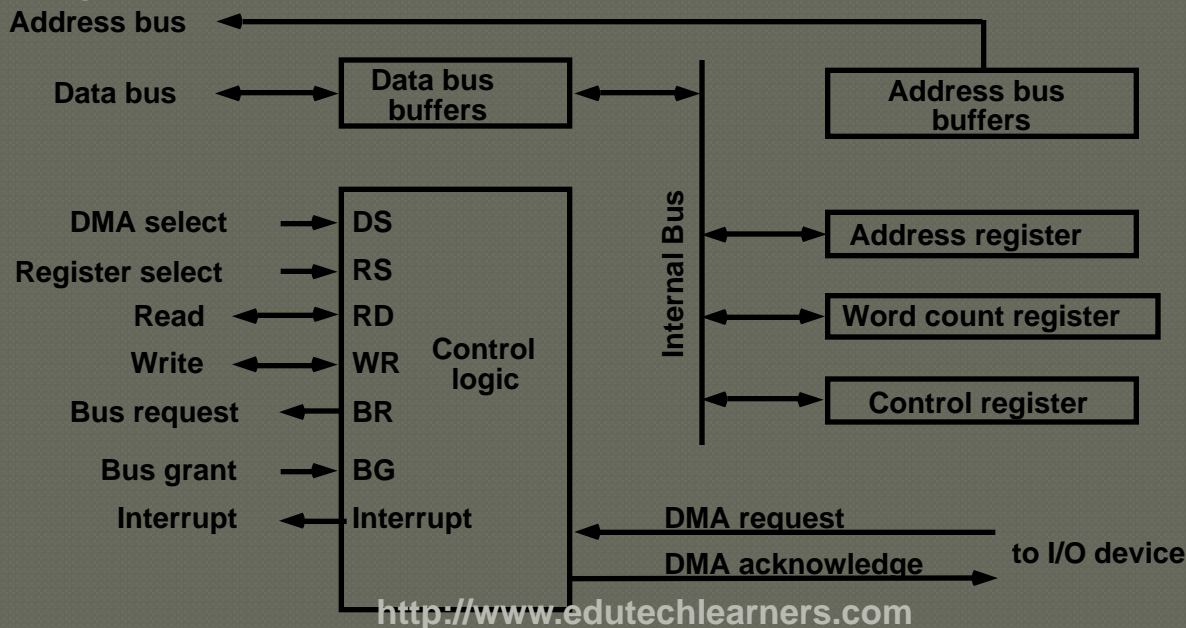 Address bus
Data bus
Data bus
buffers
Address bus
buffers
DMA select
DS
Register select
RS
Read
RD
Write
WR
Bus request
BR
Bus grant
BG
Interrupt
Interrupt
Control
logic
Internal Bus
Address register
Word count register
Control register
DMA request
DMA acknowledge
to I/O device
http://www.edutechlearners.com